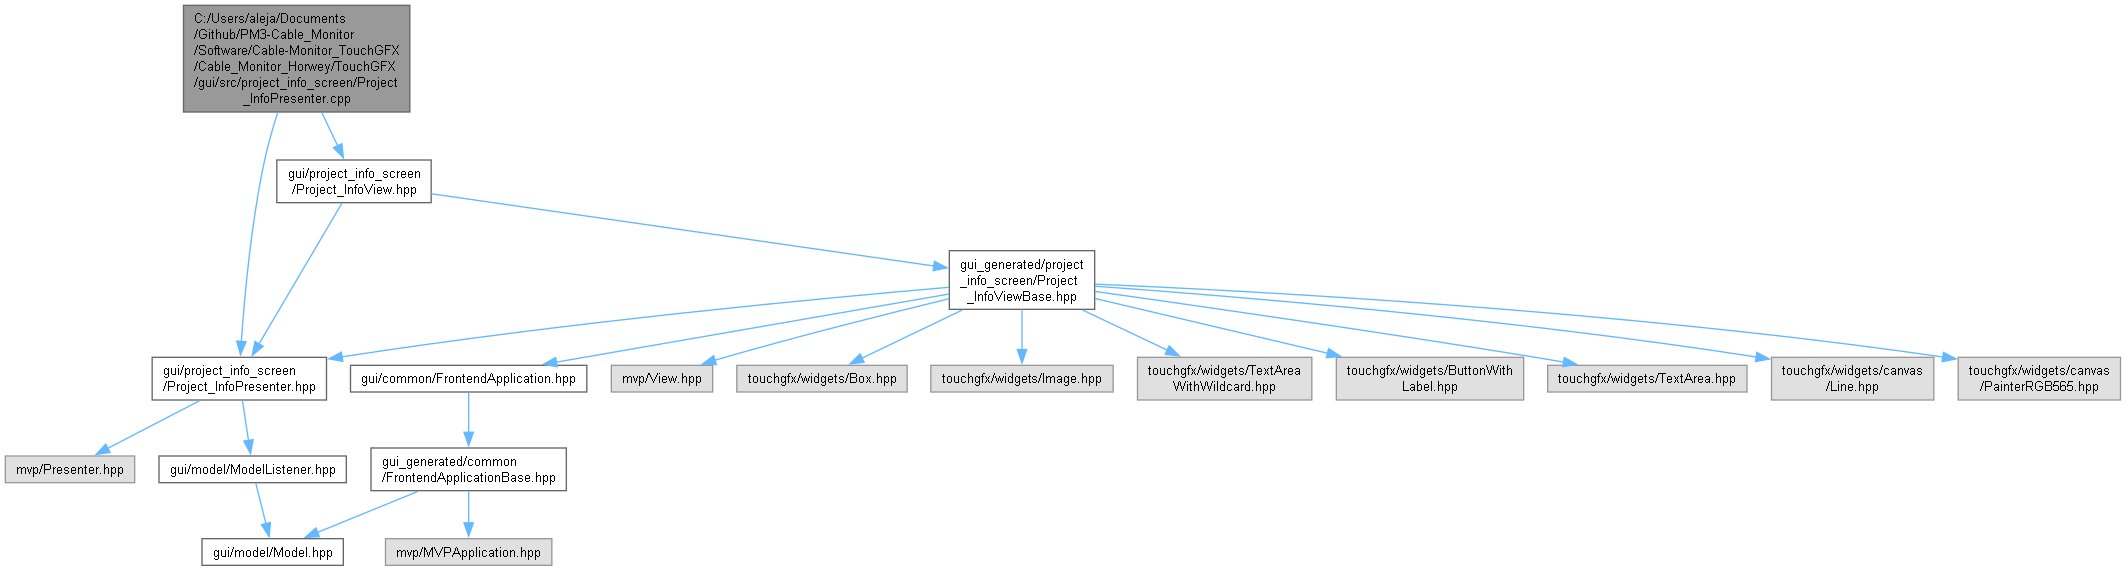 C:/Users/aleja/Documents
/Github/PM3-Cable_Monitor
/Software/Cable-Monitor_TouchGFX
/Cable_Monitor_Horwey/TouchGFX
/gui/src/project_info_screen/Project
_InfoPresenter.cpp
gui/project_info_screen
/Project_InfoView.hpp
gui_generated/project
_info_screen/Project
_InfoViewBase.hpp
gui/project_info_screen
/Project_InfoPresenter.hpp
gui/common/FrontendApplication.hpp
mvp/View.hpp
touchgfx/widgets/Box.hpp
touchgfx/widgets/Image.hpp
touchgfx/widgets/TextArea
WithWildcard.hpp
touchgfx/widgets/ButtonWith
Label.hpp
touchgfx/widgets/TextArea.hpp
touchgfx/widgets/canvas
/Line.hpp
touchgfx/widgets/canvas
/PainterRGB565.hpp
mvp/Presenter.hpp
gui/model/ModelListener.hpp
gui_generated/common
/FrontendApplicationBase.hpp
gui/model/Model.hpp
mvp/MVPApplication.hpp